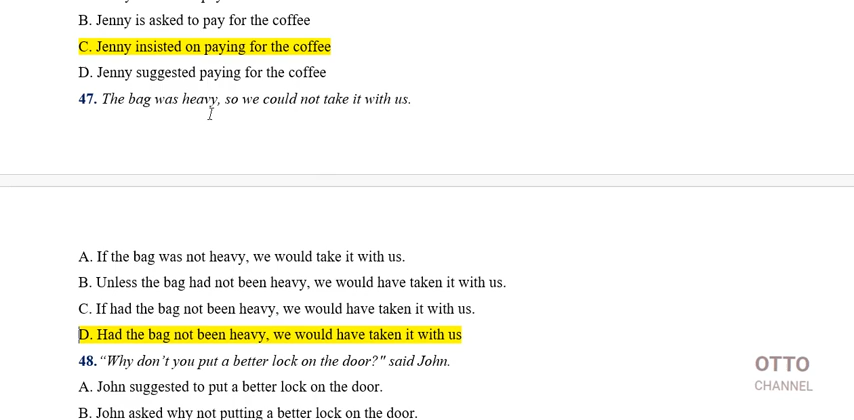 B. Jenny is asked to pay for the coffee
C. Jenny insisted on paying for the coffee
D. Jenny suggested paying for the coffee
47. The bag was heavy, so we could not take it with us.
A. If the bag was not heavy, we would take it with us.
B. Unless the bag had not been heavy, we would have taken it with us.
C. If had the bag not been heavy, we would have taken it with us.
D. Had the bag not been heavy, we would have taken it with us
48. “Why don’t you put a better lock on the door?" said John.
A. John suggested to put a better lock on the door.
B. John asked why not putting a better lock on the door.
OTTO
CHANNEL